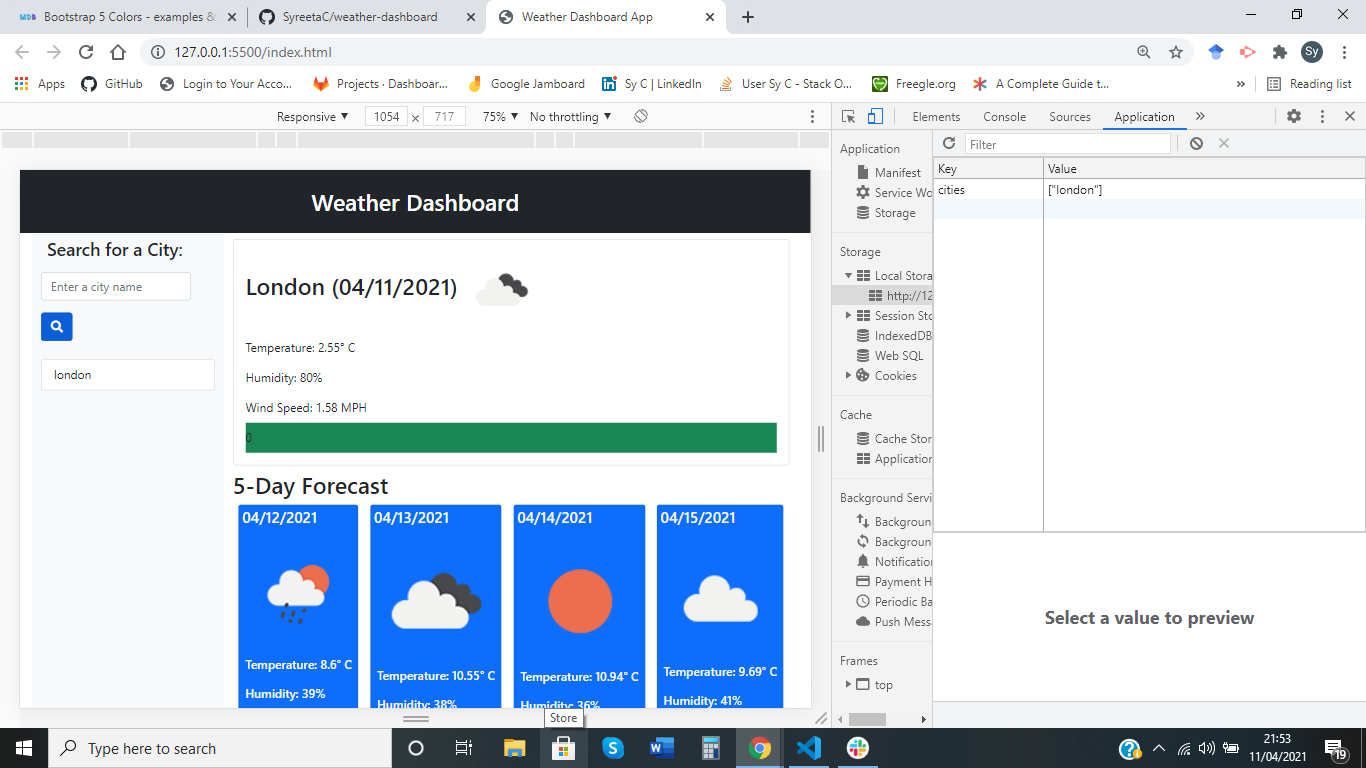 Bootstrap 5 Colors - examples &
SyreetaC/weather-dashboard
Weather Dashboard App
127.0.0.1:5500/index.html
Sy
Apps
GitHub
Login to Your Acco...
Projects · Dashboar...
Google Jamboard
Sy C | LinkedIn
User Sy C - Stack O...
Freegle.org
A Complete Guide t...
»
Reading list
Responsive
1054 × 717
75%
No throttling
Elements
Console
Sources
Application
»
Application
Manifest
Service Wo
Storage
Storage
Local Stora
http://12
Session Sto
IndexedDB
Web SQL
Cookies
Cache
Cache Stor
Application
Background Servi
Background
Background
Notification
Payment H
Periodic Ba
Push Mess
Frames
top
Filter
Key
Value
cities
["london"]
Select a value to preview
Weather Dashboard
Search for a City:
Enter a city name
london
London (04/11/2021)
Temperature: 2.55° C
Humidity: 80%
Wind Speed: 1.58 MPH
0
5-Day Forecast
04/12/2021
Temperature: 8.6° C
Humidity: 39%
04/13/2021
Temperature: 10.55° C
Humidity: 38%
04/14/2021
Temperature: 10.94° C
Humidity: 36%
04/15/2021
Temperature: 9.69° C
Humidity: 41%
Store
Type here to search
21:53
11/04/2021
19